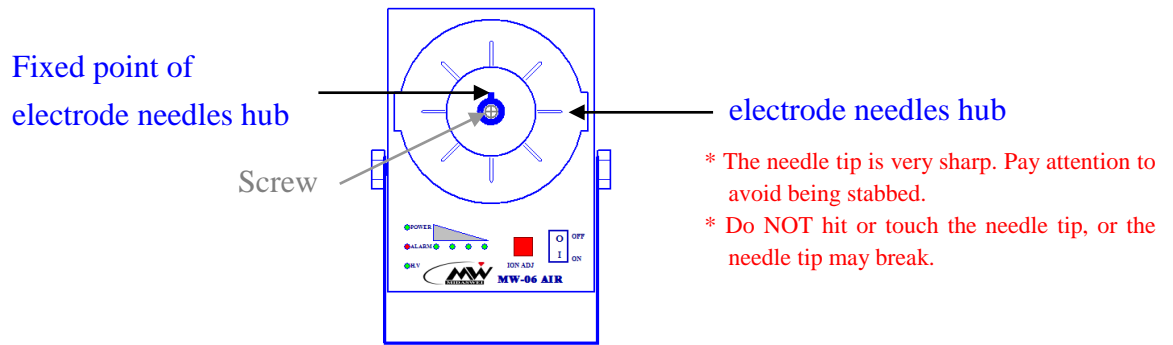 Fixed point of
electrode needles hub
Screw
electrode needles hub
* The needle tip is very sharp. Pay attention to
avoid being stabbed.
* Do NOT hit or touch the needle tip, or the
needle tip may break.
POWER
ALARM
H.V
ION ADJ
O OFF
I ON
MW
MIDASWEI
MW-06 AIR